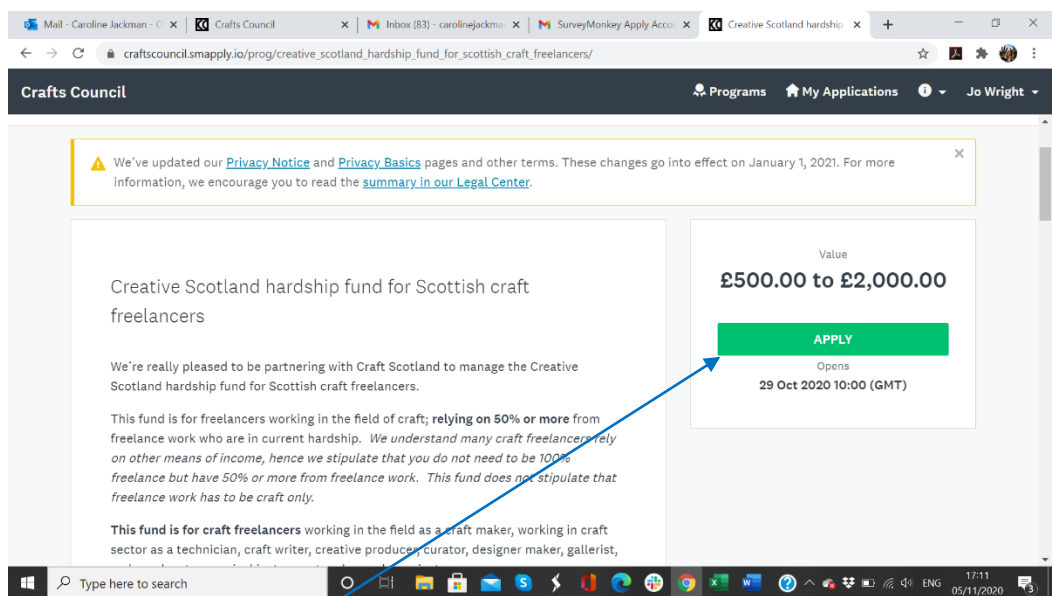 Mail - Caroline Jackman - O
Crafts Council
Inbox (83) - carolinejackma
SurveyMonkey Apply Accou
Creative Scotland hardship
craftscouncil.smapply.io/prog/creative_scotland_hardship_fund_for_scottish_craft_freelancers/
Crafts Council
Programs
My Applications
Jo Wright
We've updated our Privacy Notice and Privacy Basics pages and other terms. These changes go into effect on January 1, 2021. For more
information, we encourage you to read the summary in our Legal Center.
Creative Scotland hardship fund for Scottish craft
freelancers
We're really pleased to be partnering with Craft Scotland to manage the Creative
Scotland hardship fund for Scottish craft freelancers.
This fund is for freelancers working in the field of craft; relying on 50% or more from
freelance work who are in current hardship. We understand many craft freelancers rely
on other means of income, hence we stipulate that you do not need to be 100%
freelance but have 50% or more from freelance work. This fund does not stipulate that
freelance work has to be craft only.
This fund is for craft freelancers working in the field as a craft maker, working in craft
sector as a technician, craft writer, creative producer, curator, designer maker, gallerist,
Value
£500.00 to £2,000.00
APPLY
Opens
29 Oct 2020 10:00 (GMT)
Type here to search
ENG
17:11
05/11/2020
3